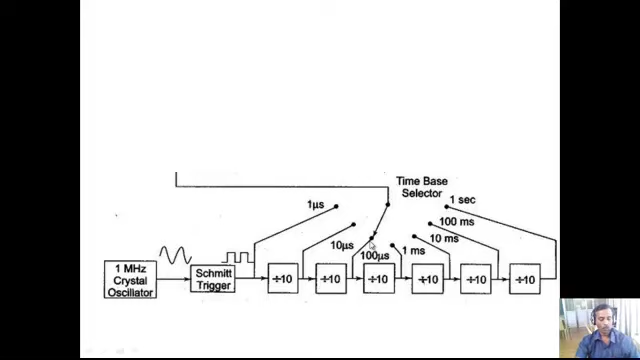 Time Base
Selector
1μs
1 sec
100 ms
10 ms
10μs
100μs
1 ms
1 MHz
Crystal
Oscillator
Schmitt
Trigger
÷10
÷10
÷10
÷10
÷10
÷10